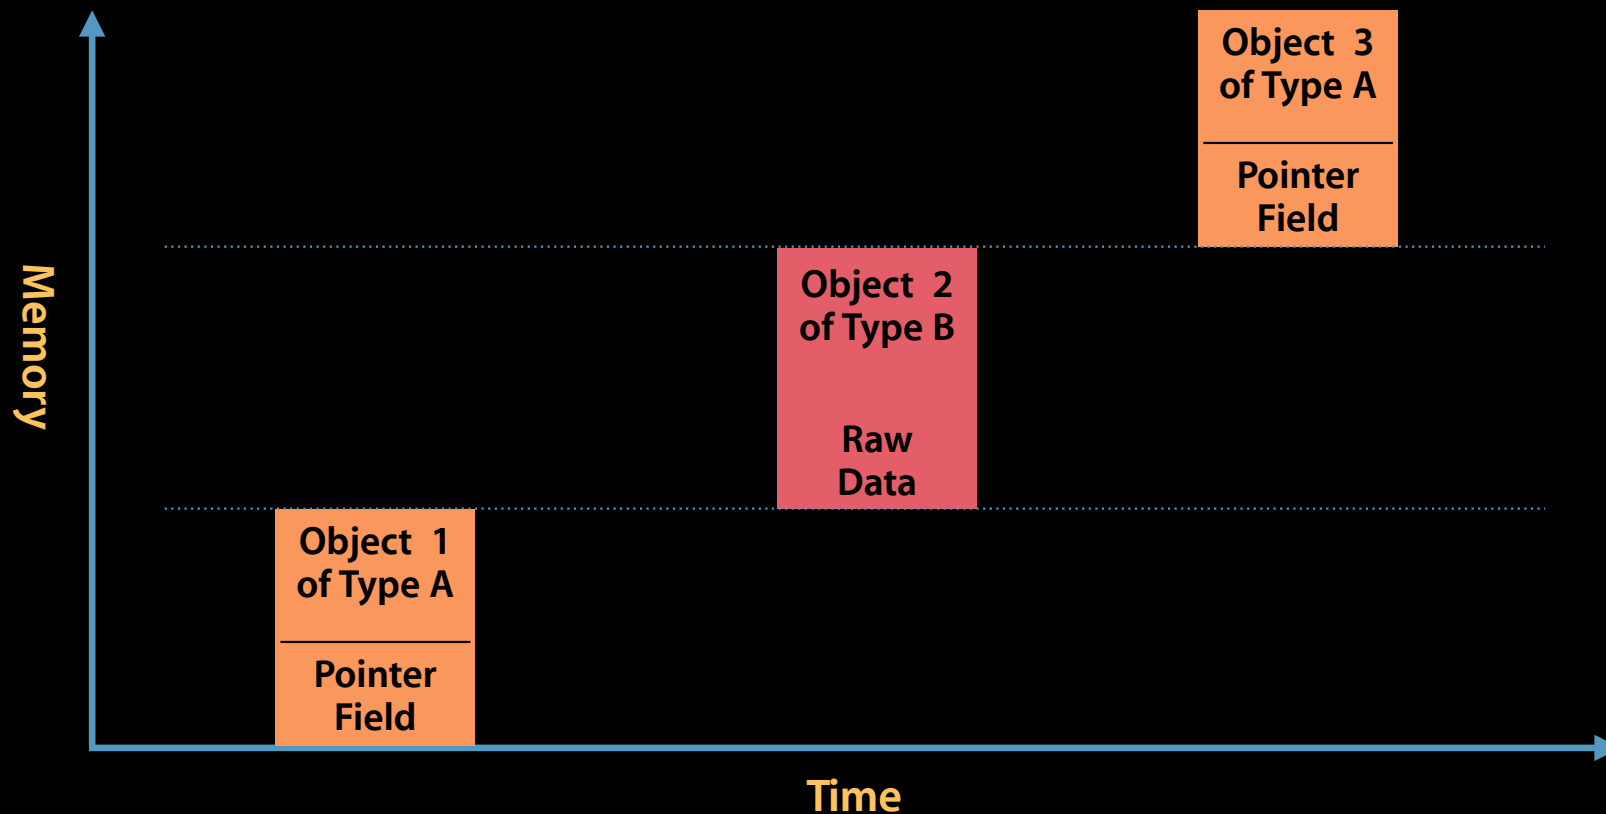 Object 3
of Type A
Pointer
Field
Object 2
of Type B
Raw
Data
Memory
Object 1
of Type A
Pointer
Field
Time